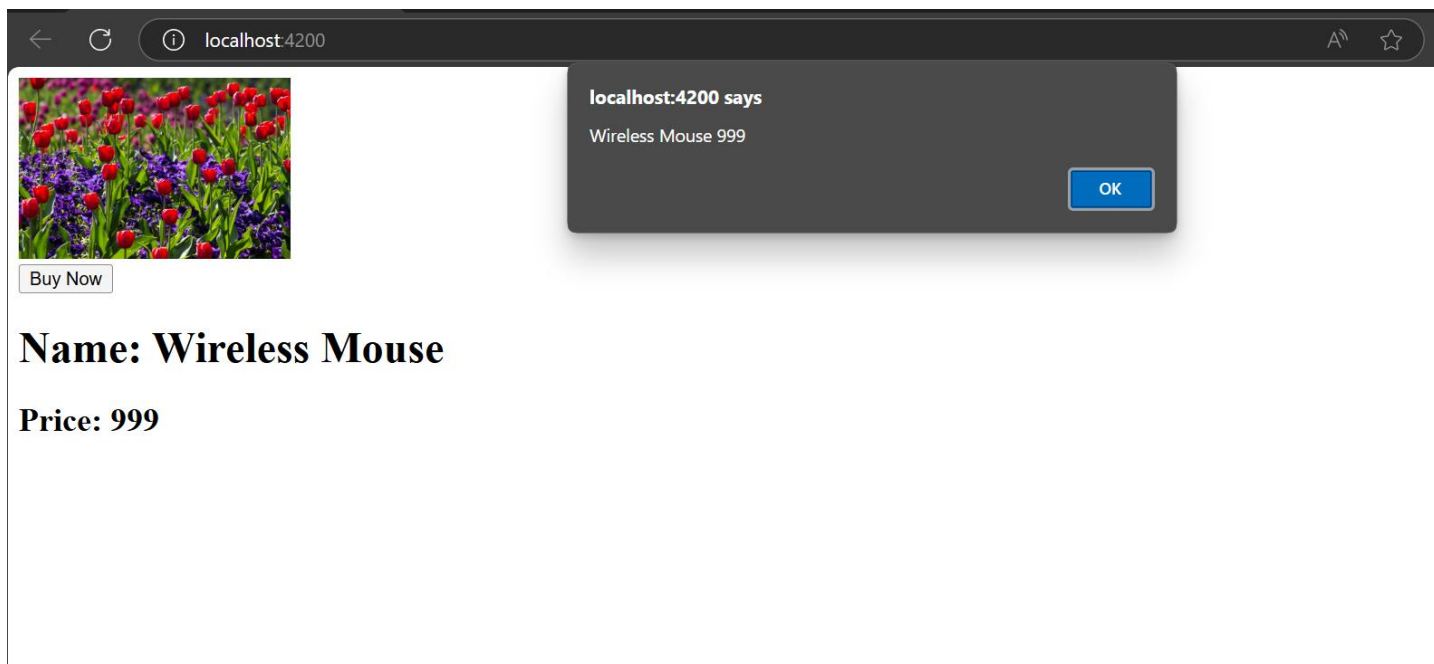 localhost:4200
localhost:4200 says
Wireless Mouse 999
OK
Buy Now
Name: Wireless Mouse
Price: 999